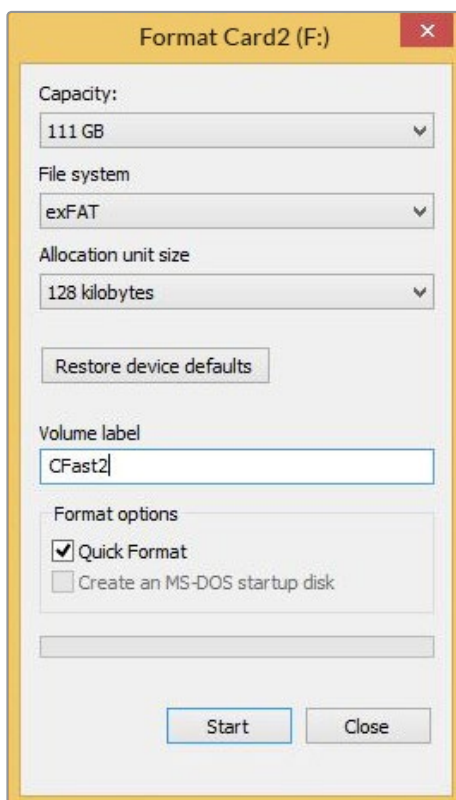 Format Card2 (F:)
Capacity:
111 GB
File system
exFAT
Allocation unit size
128 kilobytes
Restore device defaults
Volume label
CFast2
Format options
Quick Format
Create an MS-DOS startup disk
Start Close